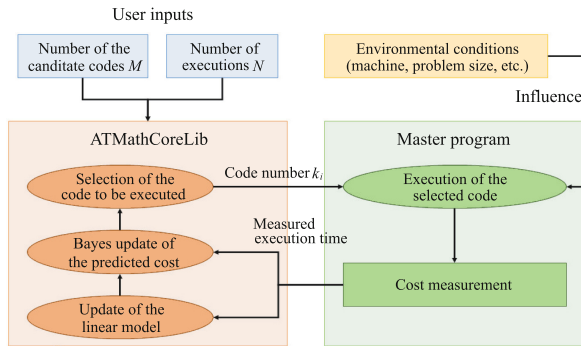 User inputs
Number of the
canditate codes M
Number of
executions N
Environmental conditions
(machine, problem size, etc.)
Influence
ATMathCoreLib
Master program
Selection of the
code to be executed
Code number kᵢ
Execution of the
selected code
Measured
execution time
Bayes update of
the predicted cost
Cost measurement
Update of the
linear model